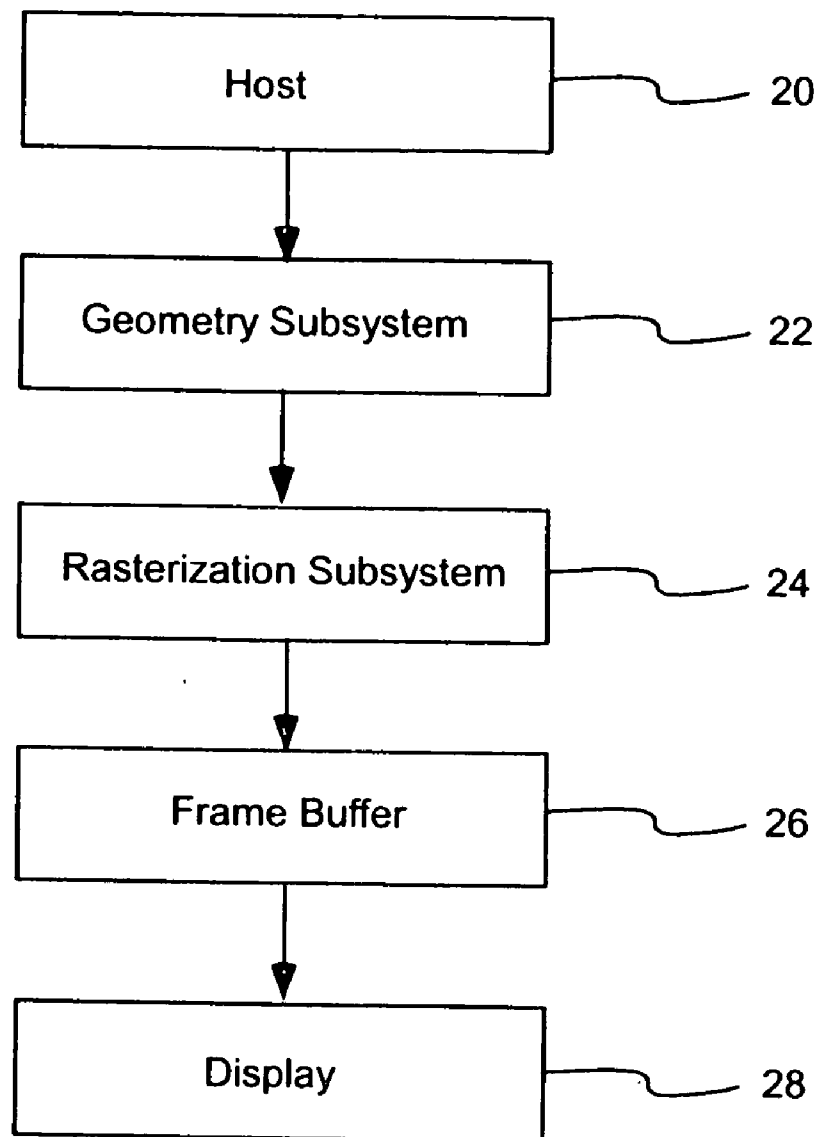 Host
20
Geometry Subsystem
22
Rasterization Subsystem
24
Frame Buffer
26
Display
28